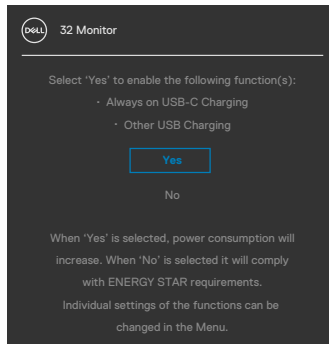 DELL
32 Monitor
Select 'Yes' to enable the following function(s):
· Always on USB-C Charging
· Other USB Charging
Yes
No
When 'Yes' is selected, power consumption will
increase. When 'No' is selected it will comply
with ENERGY STAR requirements.
Individual settings of the functions can be
changed in the Menu.